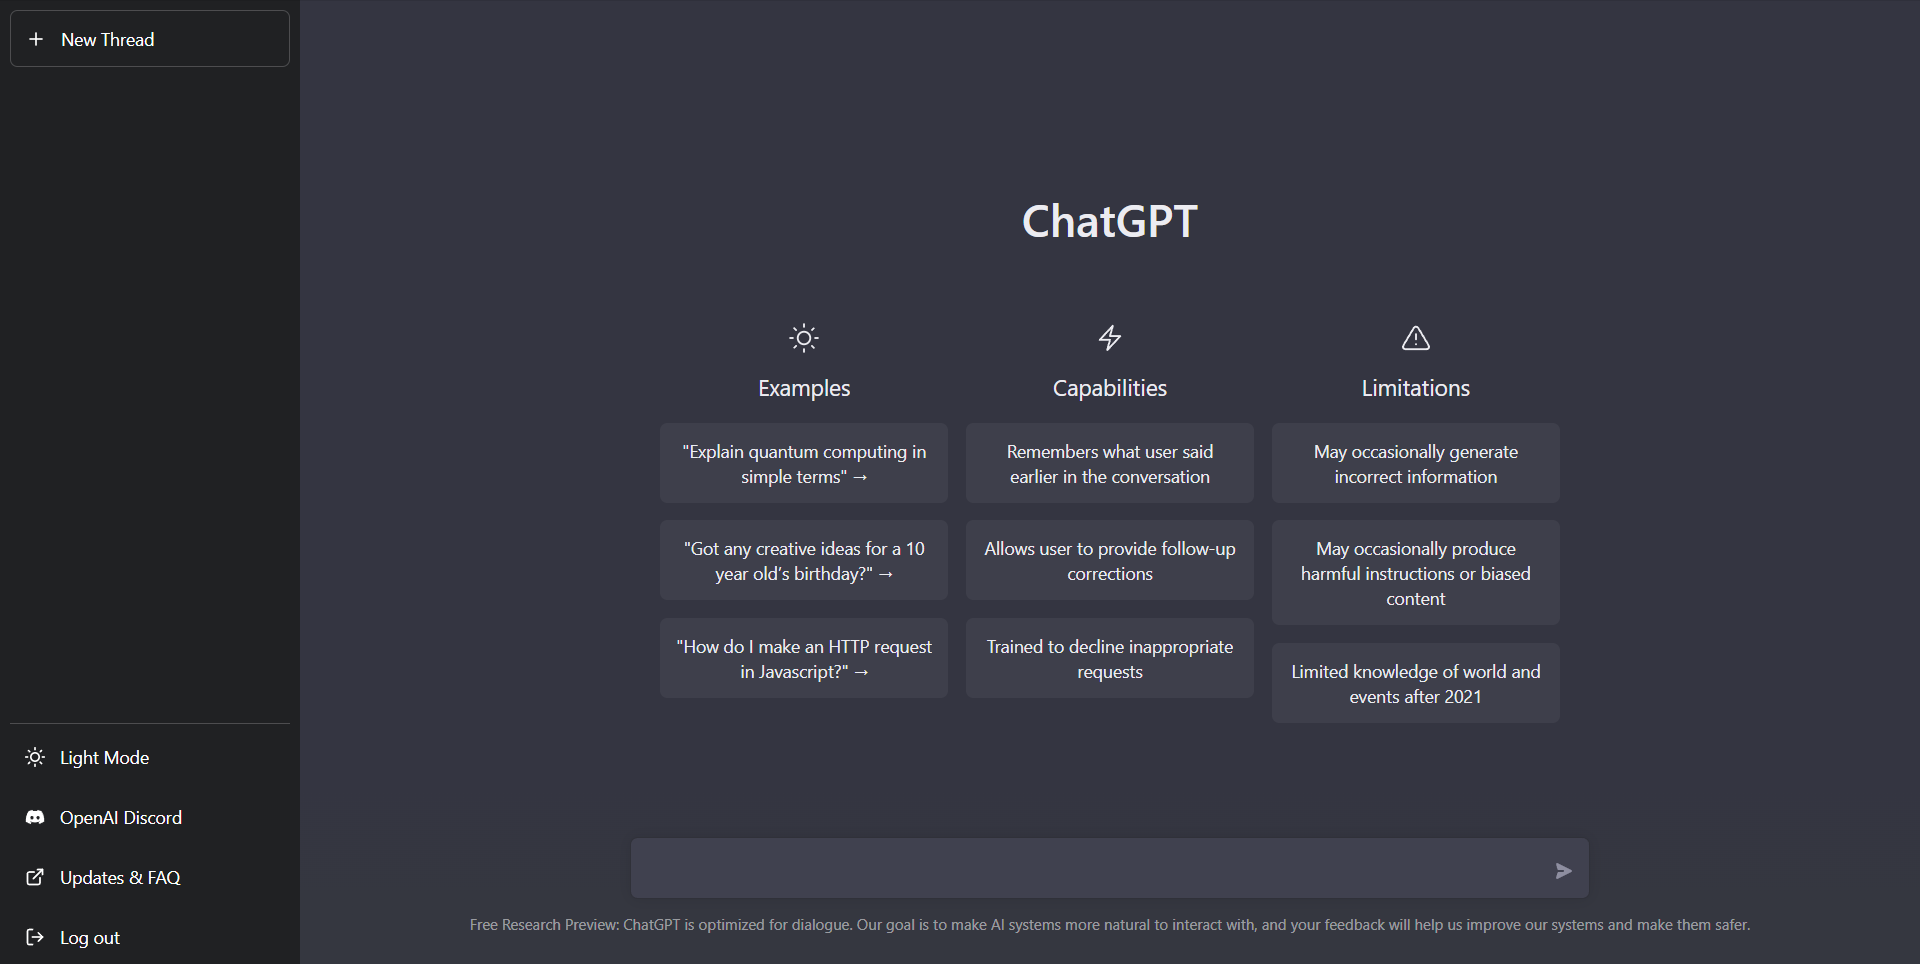 New Thread
ChatGPT
Examples
"Explain quantum computing in
simple terms" →
"Got any creative ideas for a 10
year old’s birthday?" →
"How do I make an HTTP request
in Javascript?" →
Capabilities
Remembers what user said
earlier in the conversation
Allows user to provide follow-up
corrections
Trained to decline inappropriate
requests
Limitations
May occasionally generate
incorrect information
May occasionally produce
harmful instructions or biased
content
Limited knowledge of world and
events after 2021
Light Mode
OpenAI Discord
Updates & FAQ
Log out
Free Research Preview: ChatGPT is optimized for dialogue. Our goal is to make AI systems more natural to interact with, and your feedback will help us improve our systems and make them safer.